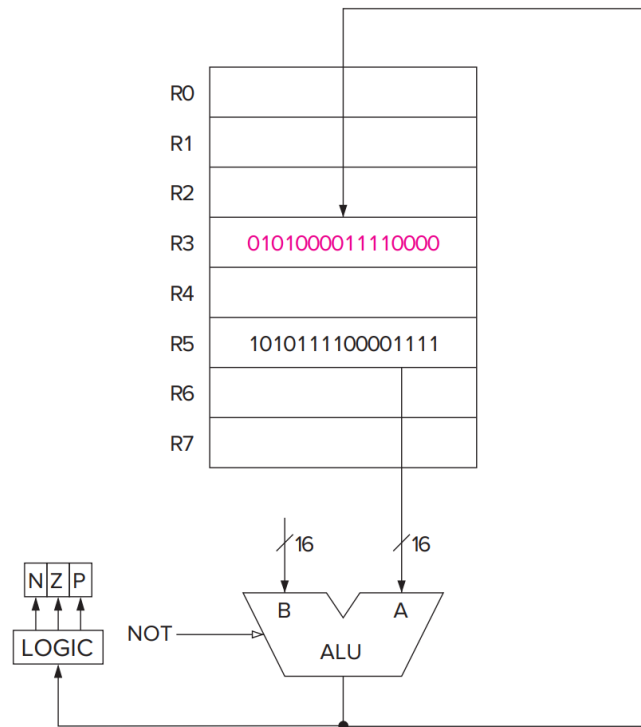 R0
R1
R2
R3 0101000011110000
R4
R5 1010111100001111
R6
R7
16 16
N Z P
B A
NOT
LOGIC
ALU